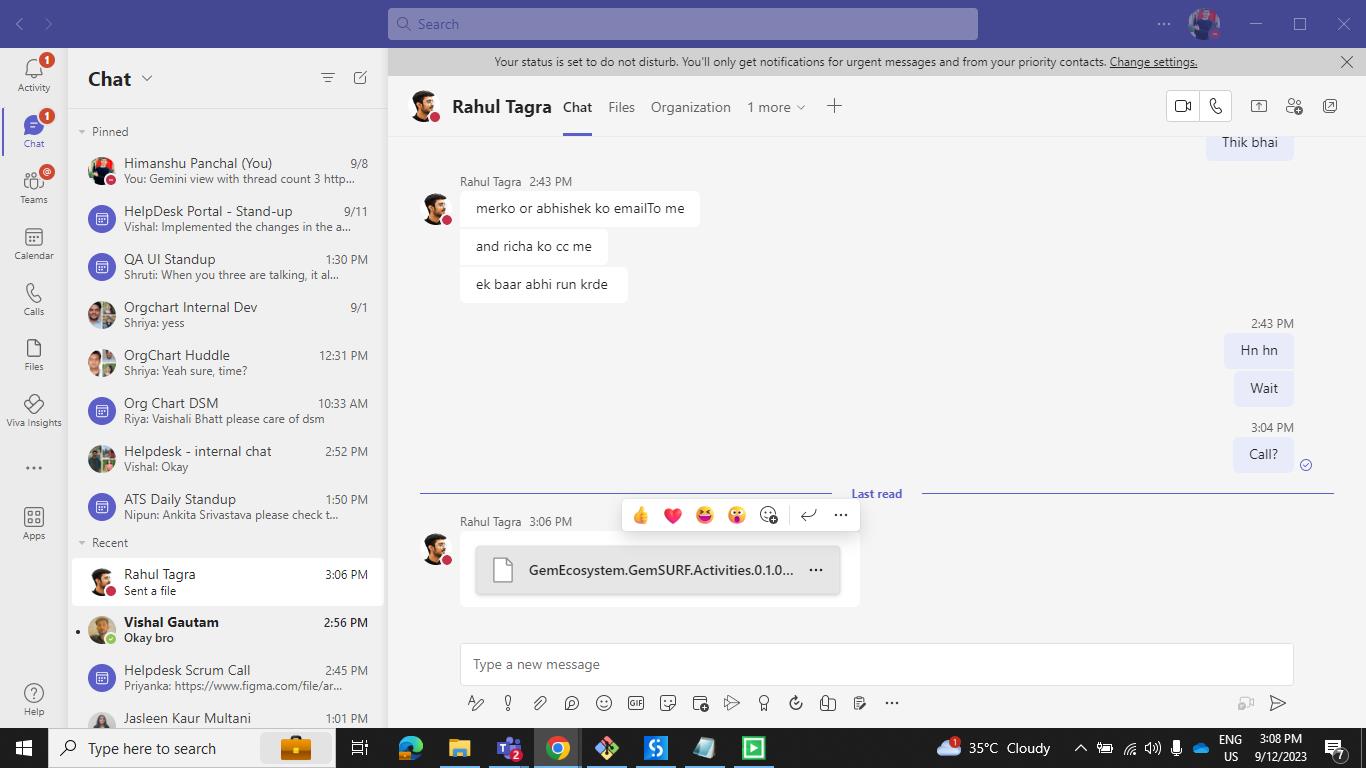 Search
Your status is set to do not disturb. You'll only get notifications for urgent messages and from your priority contacts. Change settings.
1
Activity
1
Chat
@
Teams
Calendar
Calls
Files
Viva Insights
Apps
Help
Chat
Pinned
Himanshu Panchal (You) 9/8
You: Gemini view with thread count 3 http...
HelpDesk Portal - Stand-up 9/11
Vishal: Implemented the changes in the a...
QA UI Standup 1:30 PM
Shruti: When you three are talking, it al...
Orgchart Internal Dev 9/1
Shriya: yess
OrgChart Huddle 12:31 PM
Shriya: Yeah sure, time?
Org Chart DSM 10:33 AM
Riya: Vaishali Bhatt please care of dsm
Helpdesk - internal chat 2:52 PM
Vishal: Okay
ATS Daily Standup 1:50 PM
Nipun: Ankita Srivastava please check t...
Recent
Rahul Tagra 3:06 PM
Sent a file
Vishal Gautam 2:56 PM
Okay bro
Helpdesk Scrum Call 2:45 PM
Priyanka: https://www.figma.com/file/ar...
Jasleen Kaur Multani 1:01 PM
Rahul Tagra Chat Files Organization 1 more
Thik bhai
Rahul Tagra 2:43 PM
merko or abhishek ko emailTo me
and richa ko cc me
ek baar abhi run krde
2:43 PM
Hn hn
Wait
3:04 PM
Call?
Last read
Rahul Tagra 3:06 PM
GemEcosystem.GemSURF.Activities.0.1.0...
Type a new message
GIF
Type here to search
2
1
35°C Cloudy
ENG
US
3:08 PM
9/12/2023
7